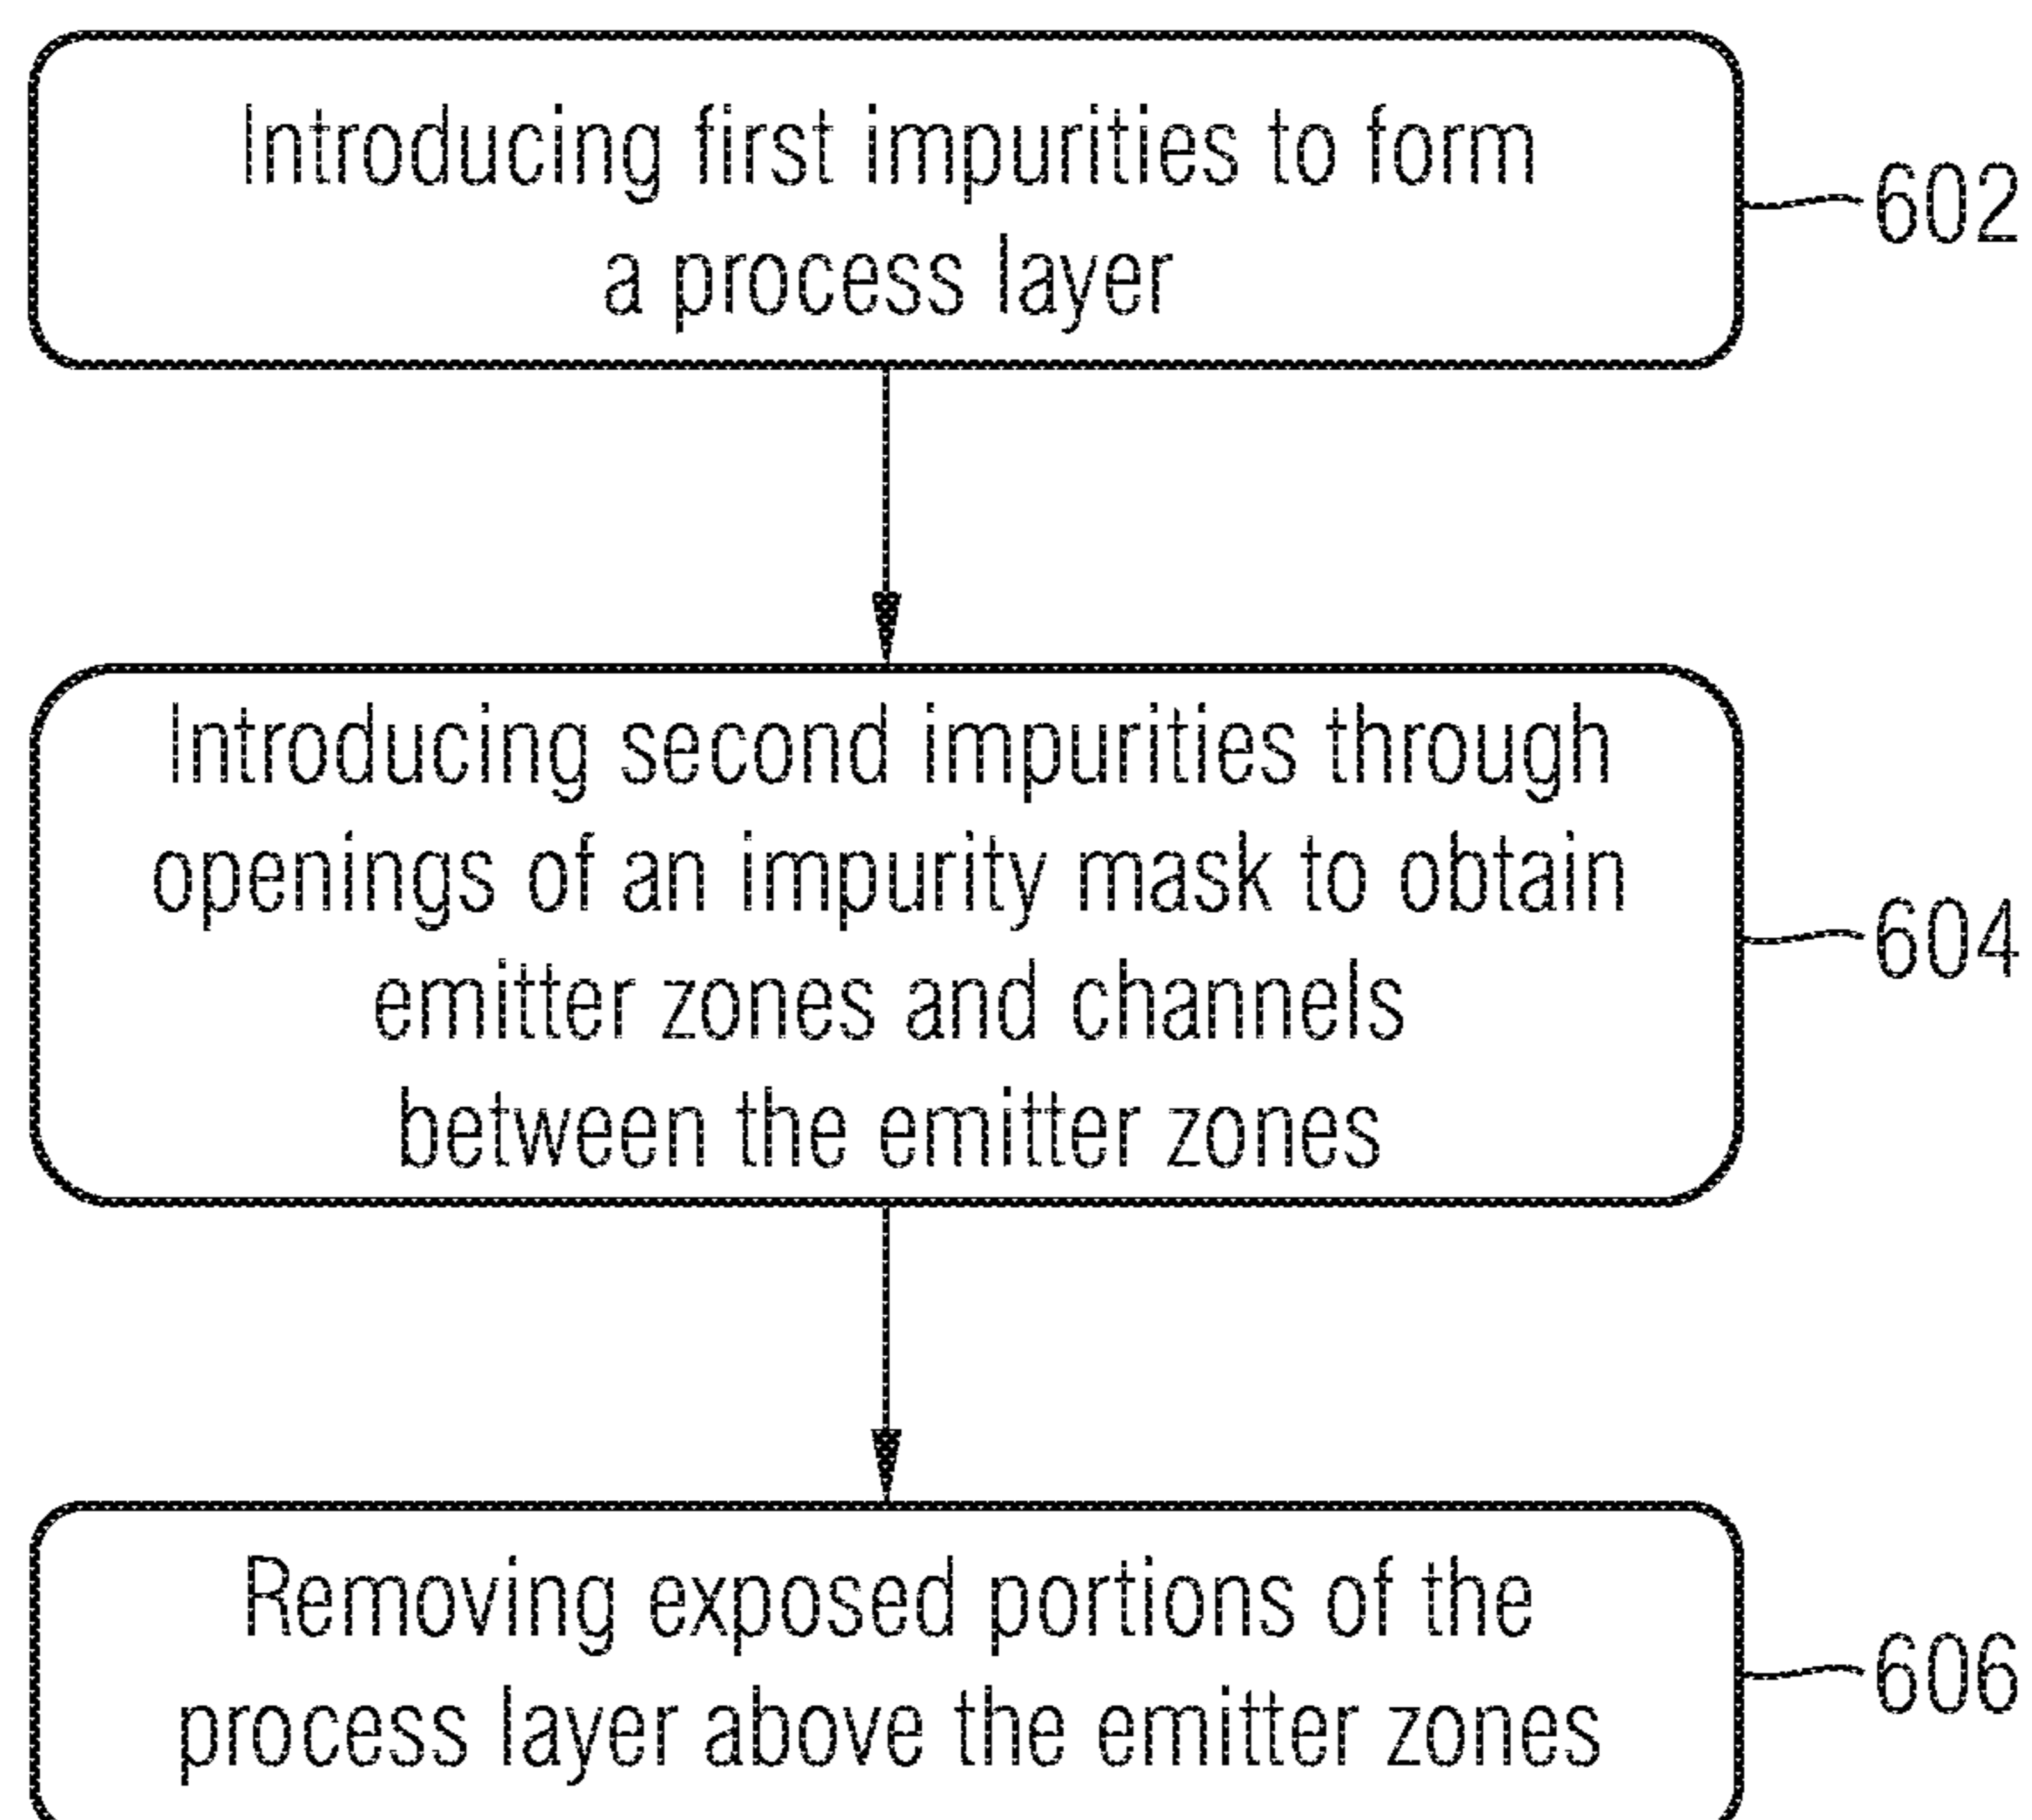 Introducing first impurities to form
a process layer
602
Introducing second impurities through
openings of an impurity mask to obtain
emitter zones and channels
between the emitter zones
604
Removing exposed portions of the
process layer above the emitter zones
606